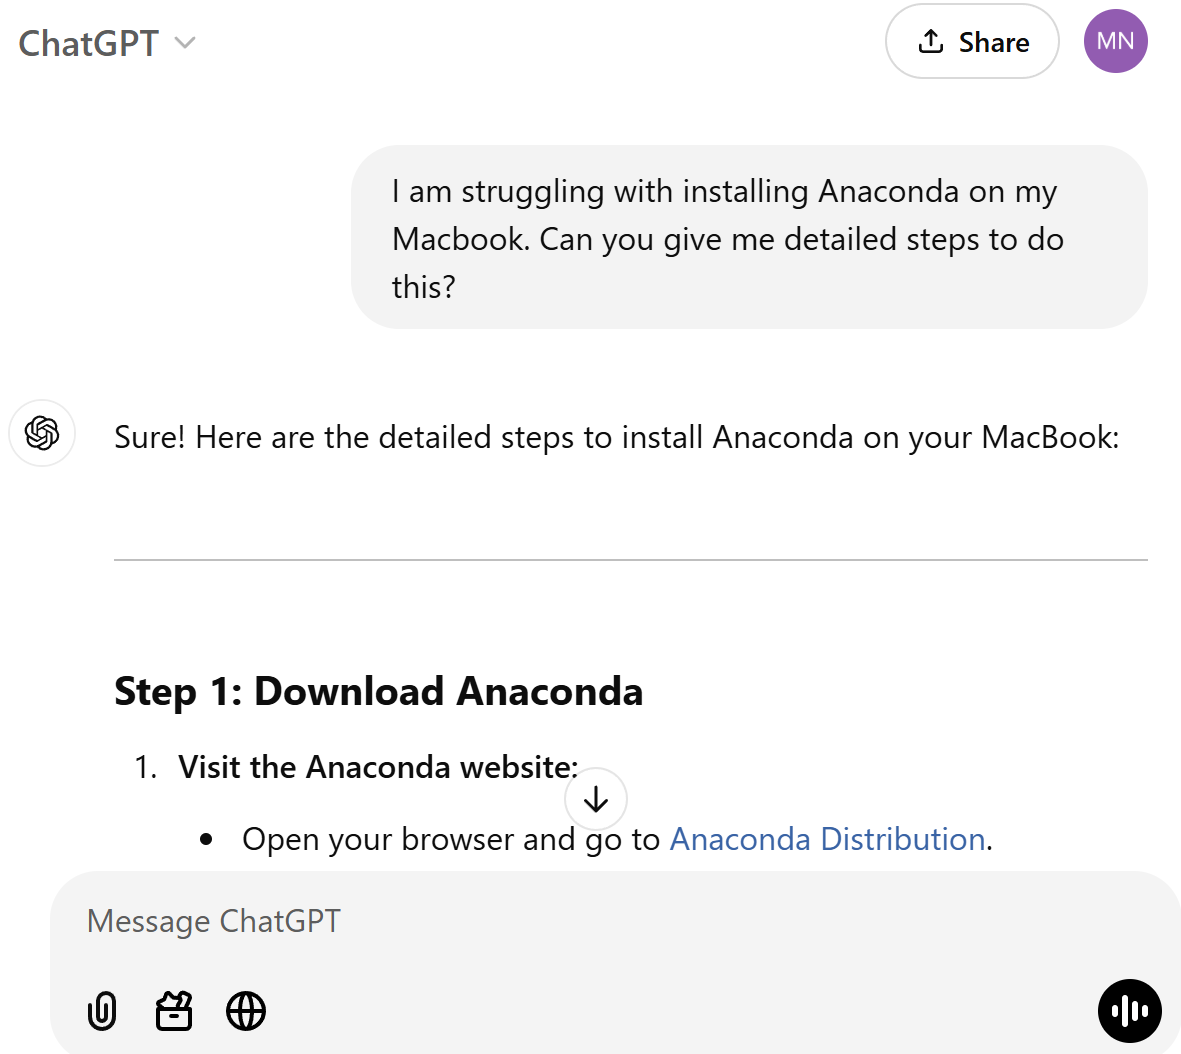 ChatGPT
Share
MN
I am struggling with installing Anaconda on my
Macbook. Can you give me detailed steps to do
this?
Sure! Here are the detailed steps to install Anaconda on your MacBook:
Step 1: Download Anaconda
1. Visit the Anaconda website:
• Open your browser and go to Anaconda Distribution.
Message ChatGPT